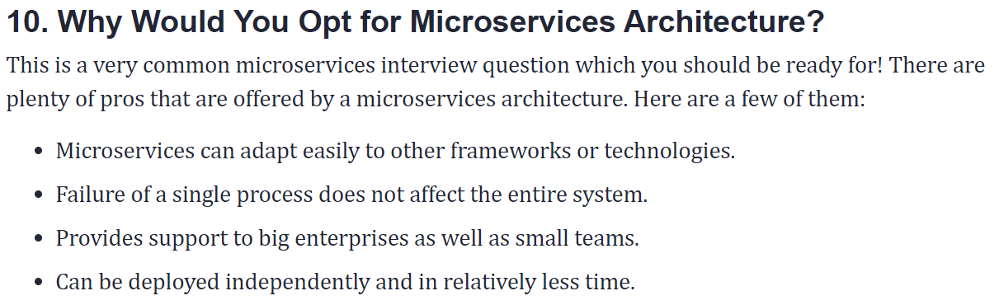 10. Why Would You Opt for Microservices Architecture?
This is a very common microservices interview question which you should be ready for! There are
plenty of pros that are offered by a microservices architecture. Here are a few of them:
• Microservices can adapt easily to other frameworks or technologies.
• Failure of a single process does not affect the entire system.
• Provides support to big enterprises as well as small teams.
• Can be deployed independently and in relatively less time.